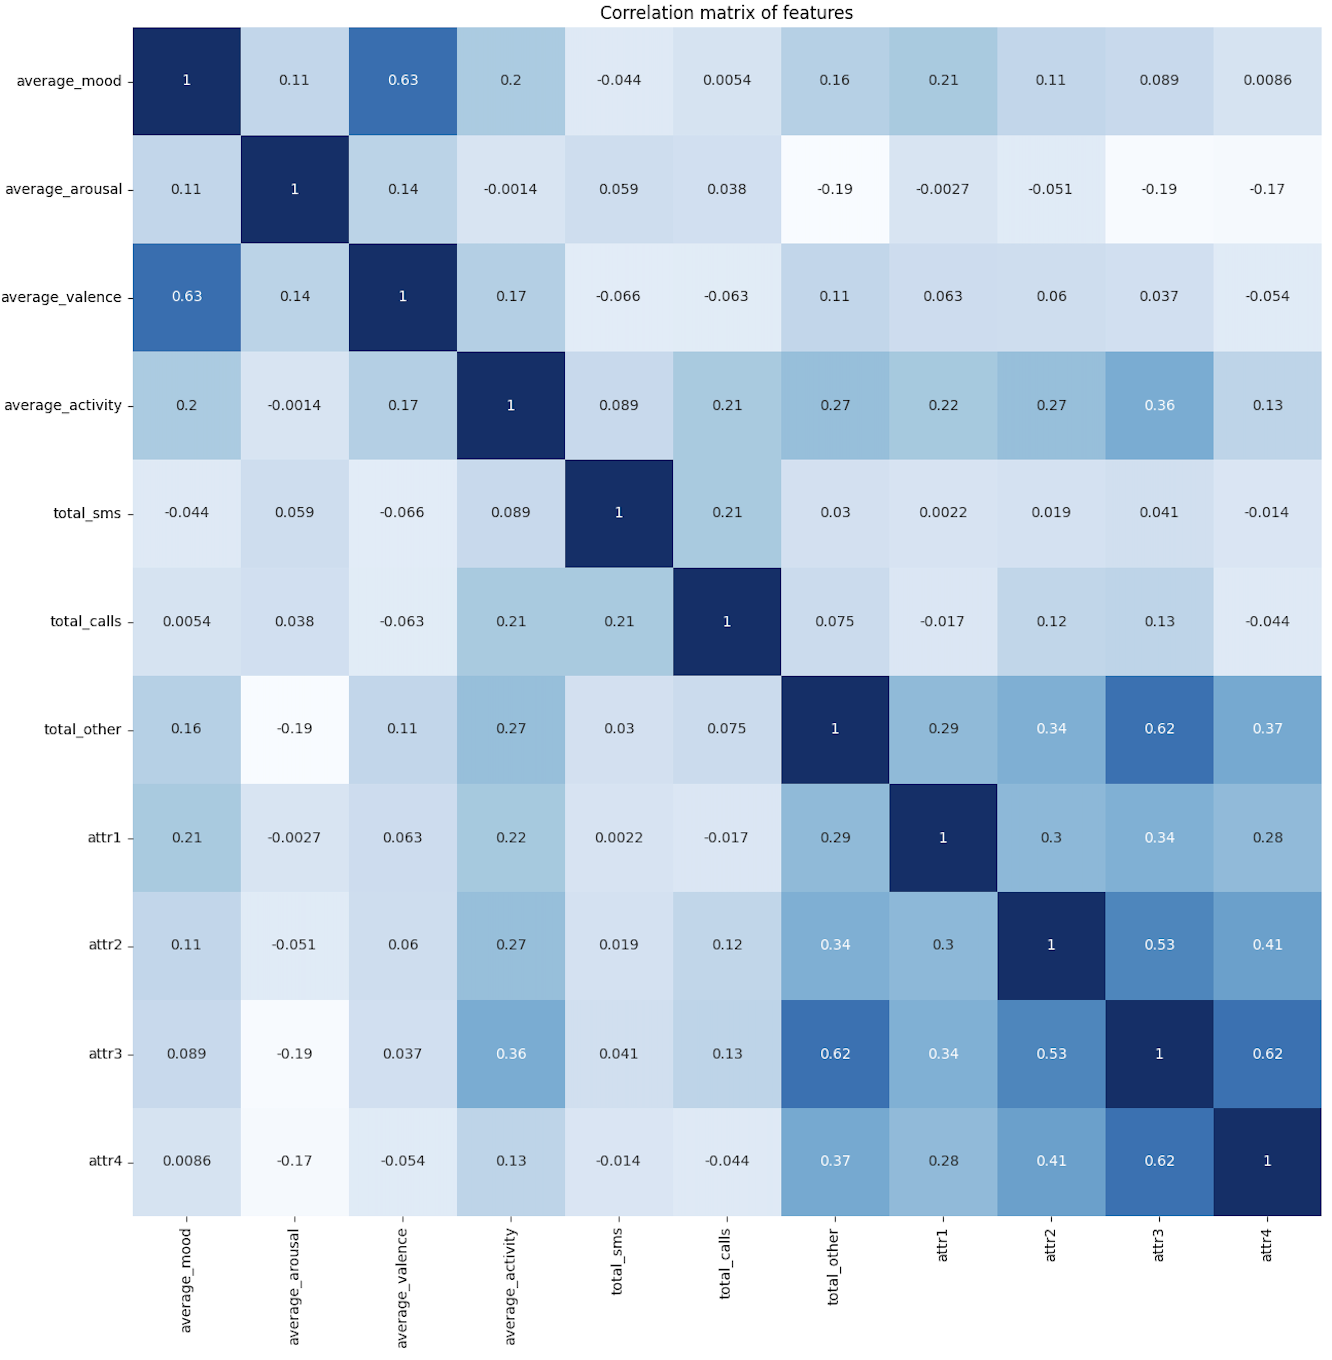 Correlation matrix of features
average_mood 1 0.11 0.63 0.2 -0.044 0.0054 0.16 0.21 0.11 0.089 0.0086
average_arousal 0.11 1 0.14 -0.0014 0.059 0.038 -0.19 -0.0027 -0.051 -0.19 -0.17
average_valence 0.63 0.14 1 0.17 -0.066 -0.063 0.11 0.063 0.06 0.037 -0.054
average_activity 0.2 -0.0014 0.17 1 0.089 0.21 0.27 0.22 0.27 0.36 0.13
total_sms -0.044 0.059 -0.066 0.089 1 0.21 0.03 0.0022 0.019 0.041 -0.014
total_calls 0.0054 0.038 -0.063 0.21 0.21 1 0.075 -0.017 0.12 0.13 -0.044
total_other 0.16 -0.19 0.11 0.27 0.03 0.075 1 0.29 0.34 0.62 0.37
attr1 0.21 -0.0027 0.063 0.22 0.0022 -0.017 0.29 1 0.3 0.34 0.28
attr2 0.11 -0.051 0.06 0.27 0.019 0.12 0.34 0.3 1 0.53 0.41
attr3 0.089 -0.19 0.037 0.36 0.041 0.13 0.62 0.34 0.53 1 0.62
attr4 0.0086 -0.17 -0.054 0.13 -0.014 -0.044 0.37 0.28 0.41 0.62 1
average_mood average_arousal average_valence average_activity total_sms total_calls total_other attr1 attr2 attr3 attr4